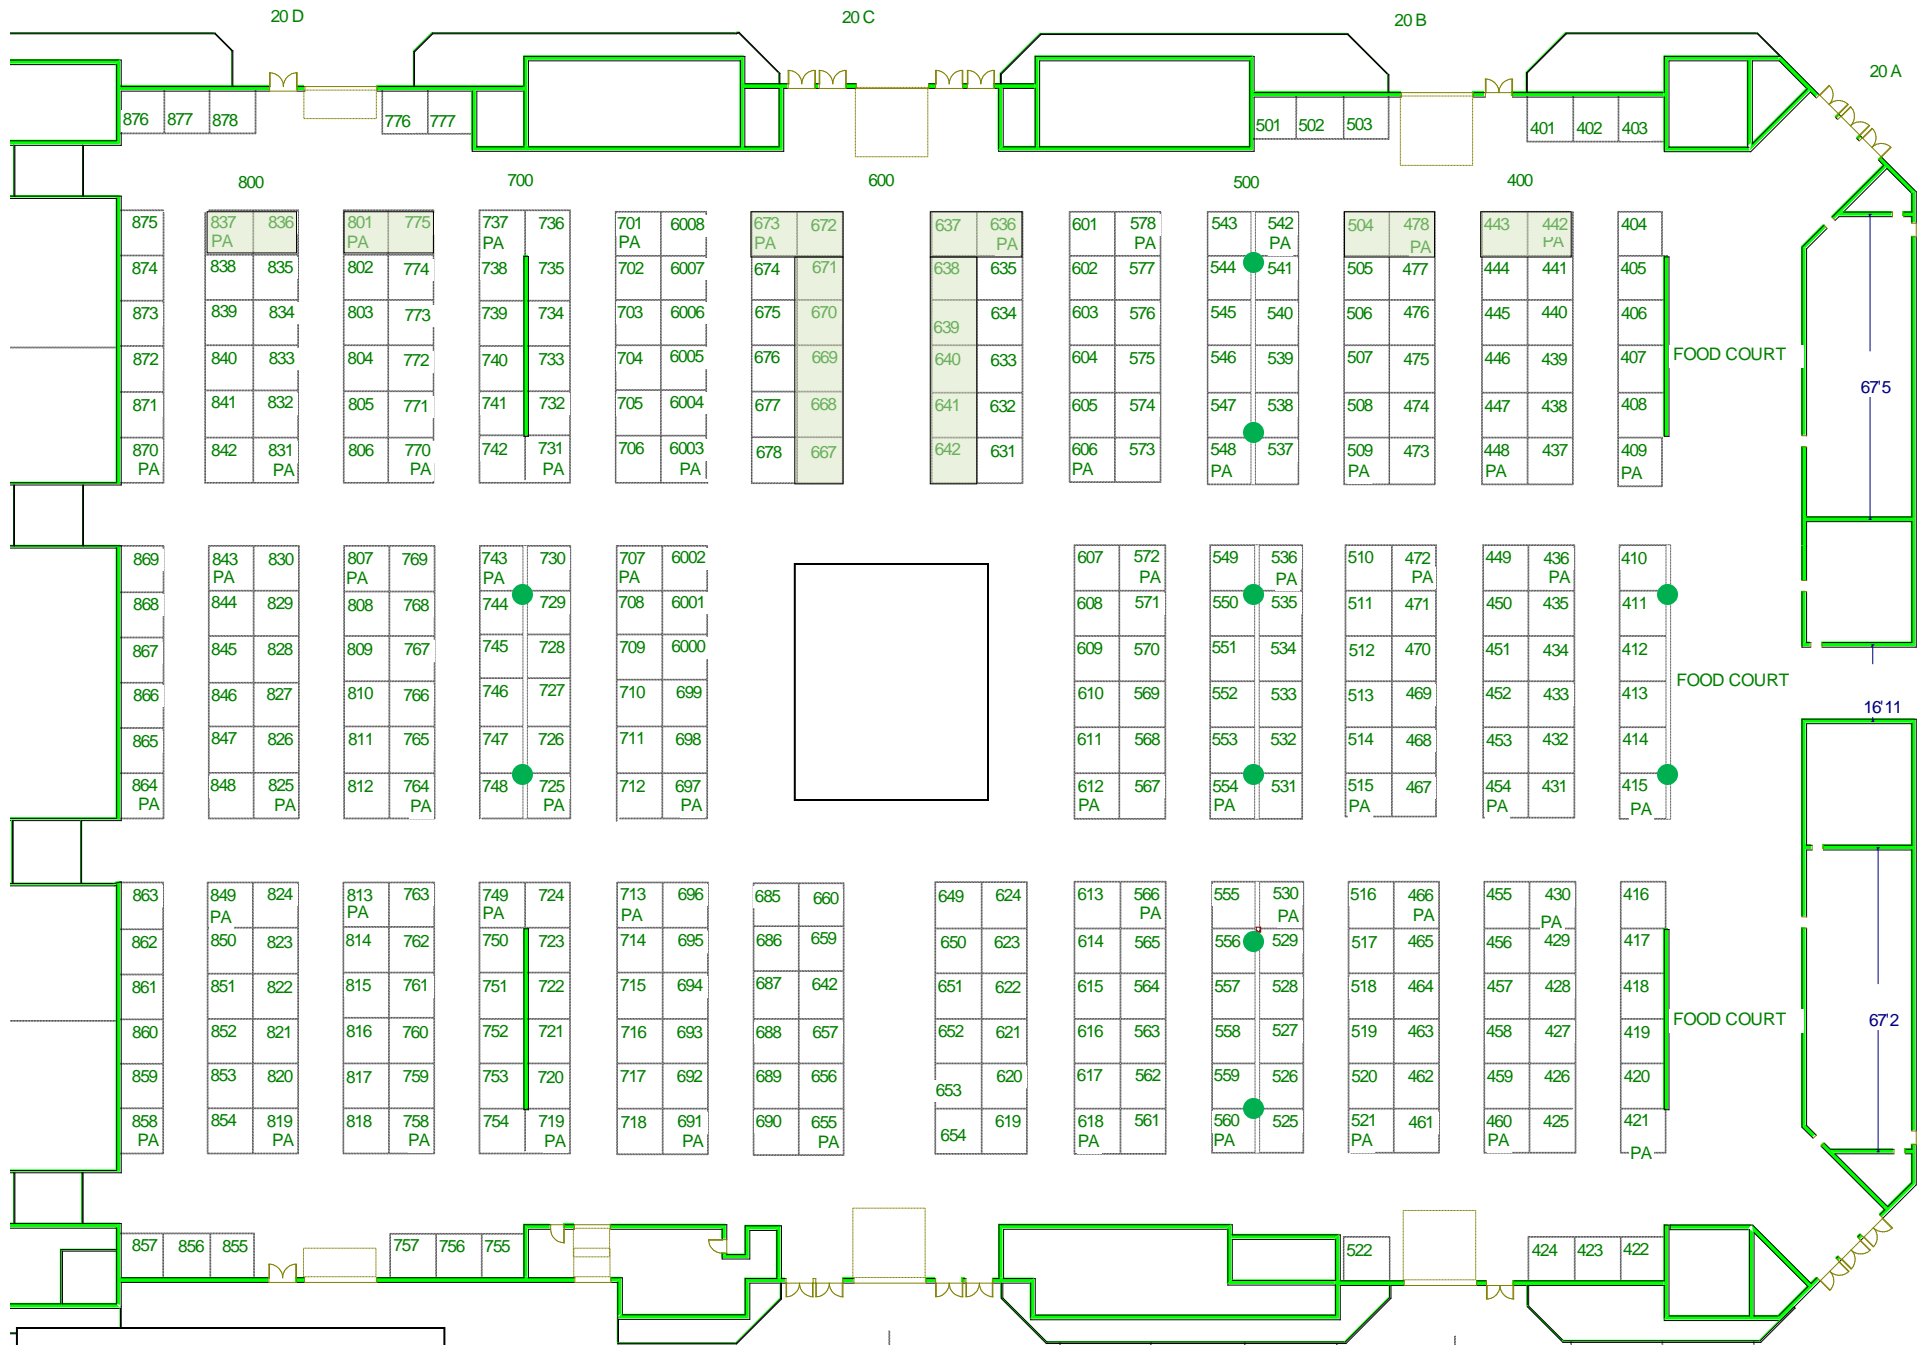 20 D 20 C 20 B
20 A
876 877 878 776 777 501 502 503 401 402 403
800 700 600 500 400
875 837 836 801 775 737 736 701 6008 673 672 637 636 601 578 543 542 504 478 443 442 404
PA PA PA PA PA PA PA PA PA PA
874 838 835 802 774 738 735 702 6007 674 671 638 635 602 577 544 541 505 477 444 441 405
873 839 834 803 773 739 734 703 6006 675 670 639 634 603 576 545 540 506 476 445 440 406
872 840 833 804 772 740 733 704 6005 676 669 640 633 604 575 546 539 507 475 446 439 407 FOOD COURT
67'5
871 841 832 805 771 741 732 705 6004 677 668 641 632 605 574 547 538 508 474 447 438 408
870 842 831 806 770 742 731 706 6003 678 667 642 631 606 573 548 537 509 473 448 437 409
PA PA PA PA PA PA PA PA PA PA
869 843 830 807 769 743 730 707 6002 607 572 549 536 510 472 449 436 410
PA PA PA PA PA PA PA PA
868 844 829 808 768 744 729 708 6001 608 571 550 535 511 471 450 435 411
867 845 828 809 767 745 728 709 6000 609 570 551 534 512 470 451 434 412
FOOD COURT
866 846 827 810 766 746 727 710 699 610 569 552 533 513 469 452 433 413
16'11
865 847 826 811 765 747 726 711 698 611 568 553 532 514 468 453 432 414
864 848 825 812 764 748 725 712 697 612 567 554 531 515 467 454 431 415
PA PA PA PA PA PA PA PA PA PA
863 849 824 813 763 749 724 713 696 685 660 649 624 613 566 555 530 516 466 455 430 416
PA PA PA PA PA PA PA PA
862 850 823 814 762 750 723 714 695 686 659 650 623 614 565 556 529 517 465 456 429 417
861 851 822 815 761 751 722 715 694 687 642 651 622 615 564 557 528 518 464 457 428 418
860 852 821 816 760 752 721 716 693 688 657 652 621 616 563 558 527 519 463 458 427 419 FOOD COURT 67'2
859 853 820 817 759 753 720 717 692 689 656 653 620 617 562 559 526 520 462 459 426 420
858 854 819 818 758 754 719 718 691 690 655 654 619 618 561 560 525 521 461 460 425 421
PA PA PA PA PA PA PA PA PA PA PA
857 856 855 757 756 755 522 424 423 422